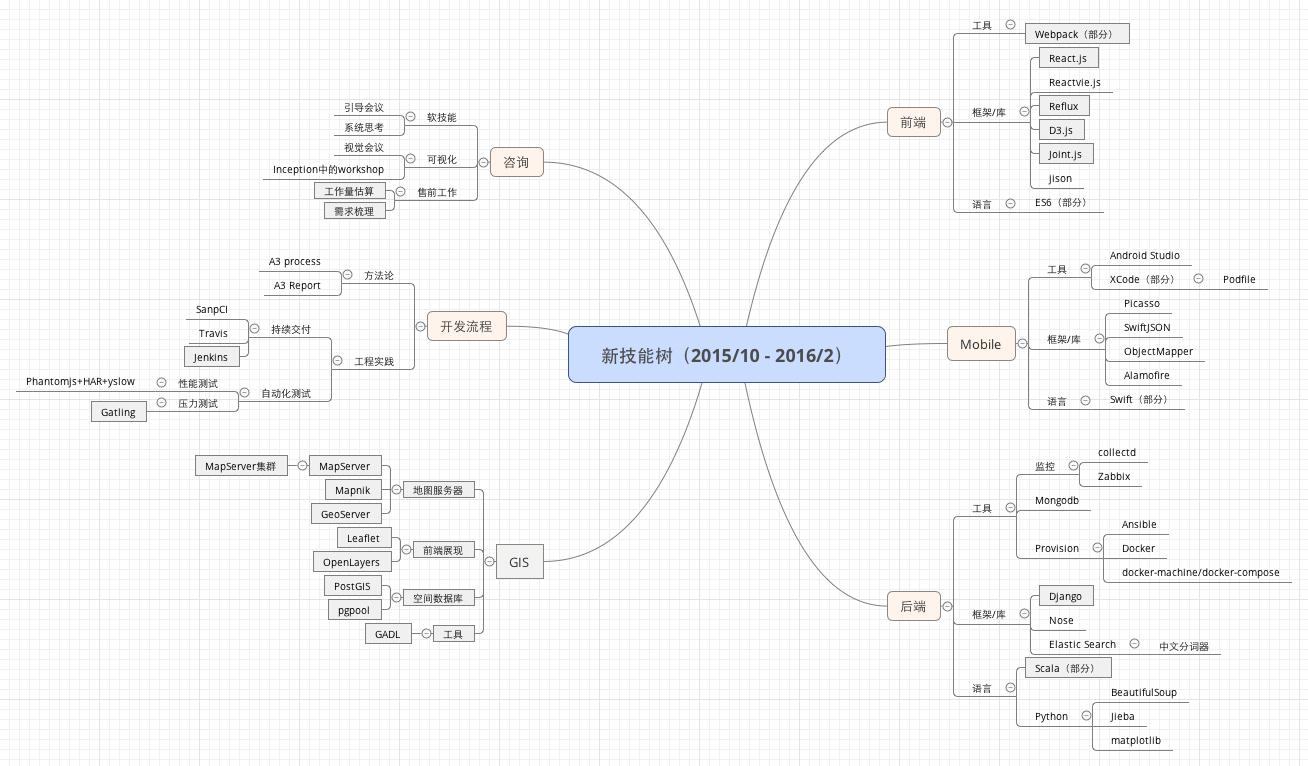 新技能树（2015/10 - 2016/2）
前端
工具
Webpack（部分）
框架/库
React.js
Reactvie.js
Reflux
D3.js
Joint.js
jison
语言
ES6（部分）
Mobile
工具
Android Studio
XCode（部分）
Podfile
框架/库
Picasso
SwiftJSON
ObjectMapper
Alamofire
语言
Swift（部分）
后端
工具
监控
collectd
Zabbix
Mongodb
Provision
Ansible
Docker
docker-machine/docker-compose
框架/库
Django
Nose
Elastic Search
中文分词器
语言
Scala（部分）
Python
BeautifulSoup
Jieba
matplotlib
咨询
软技能
引导会议
系统思考
可视化
视觉会议
Inception中的workshop
售前工作
工作量估算
需求梳理
开发流程
方法论
A3 process
A3 Report
工程实践
持续交付
SanpCI
Travis
Jenkins
自动化测试
性能测试
Phantomjs+HAR+yslow
压力测试
Gatling
GIS
地图服务器
MapServer
MapServer集群
Mapnik
GeoServer
前端展现
Leaflet
OpenLayers
空间数据库
PostGIS
pgpool
工具
GADL